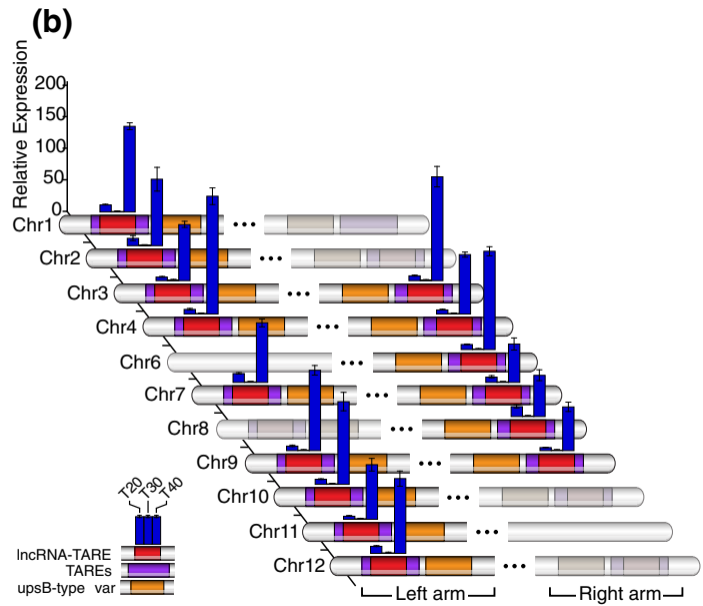 (b)
Relative Expression
200
150
100
50
0
Chr1
Chr2
Chr3
Chr4
Chr6
Chr7
Chr8
Chr9
Chr10
Chr11
Chr12
T20
T30
T40
lncRNA-TARE
TAREs
upsB-type var
Left arm
Right arm